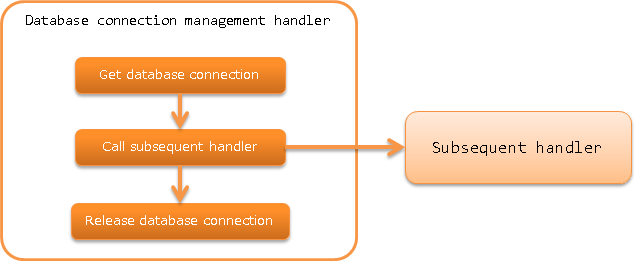 Database connection management handler
Get database connection
Call subsequent handler
Subsequent handler
Release database connection